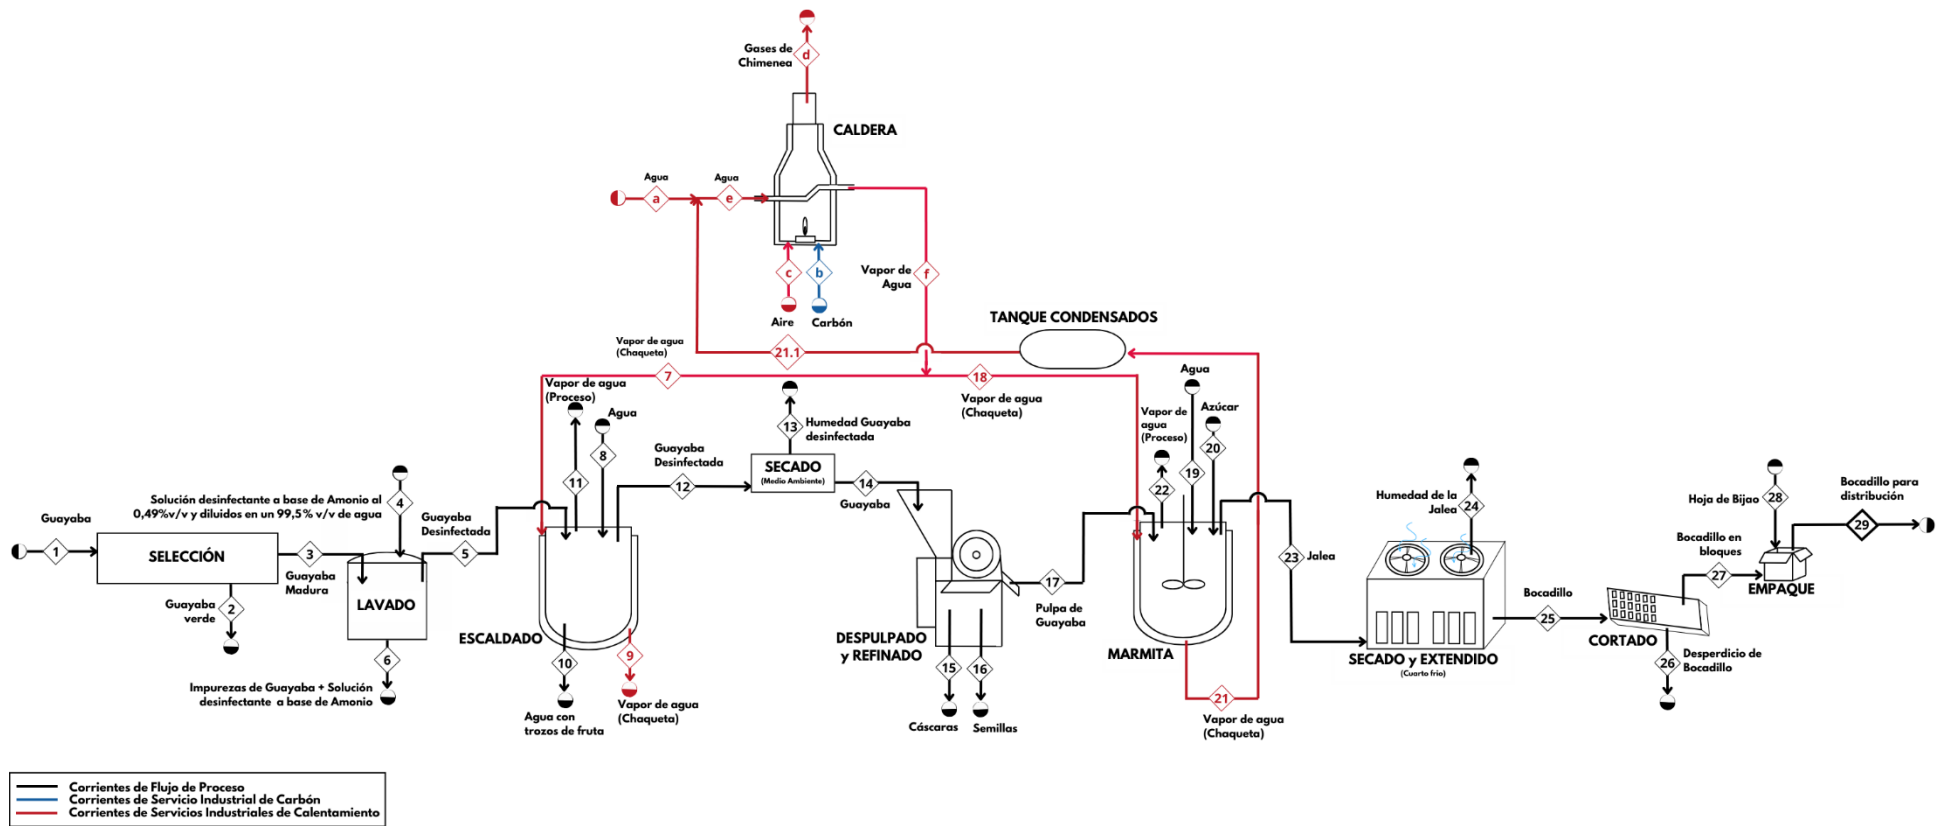 Gases de
Chimenea
d
CALDERA
Agua
a
Agua
e
c
b
Aire
Carbón
Vapor de
Agua
f
TANQUE CONDENSADOS
Vapor de agua
(Chaqueta)
21.1
7
18
Vapor de agua
(Chaqueta)
Vapor de agua
(Proceso)
11
Agua
8
13
Humedad Guayaba
desinfectada
Guayaba
Desinfectada
12
SECADO
(Medio Ambiente)
14
Guayaba
Agua
19
Azúcar
20
Vapor de
agua
(Proceso)
22
Solución desinfectante a base de Amonio al
0,49%v/v y diluidos en un 99,5% v/v de agua
4
Guayaba
1
SELECCIÓN
3
Guayaba
Madura
Guayaba
verde
2
Guayaba
Desinfectada
5
LAVADO
6
Impurezas de Guayaba + Solución
desinfectante a base de Amonio
ESCALDADO
10
Agua con
trozos de fruta
9
Vapor de agua
(Chaqueta)
DESPULPADO
y REFINADO
15
16
Cáscaras
Semillas
17
Pulpa de
Guayaba
MARMITA
21
Vapor de agua
(Chaqueta)
23
Jalea
Humedad de la
Jalea
24
SECADO y EXTENDIDO
(Cuarto frio)
Bocadillo
25
CORTADO
26
Desperdicio de
Bocadillo
Bocadillo en
bloques
27
Hoja de Bijao
28
EMPAQUE
Bocadillo para
distribución
29
Corrientes de Flujo de Proceso
Corrientes de Servicio Industrial de Carbón
Corrientes de Servicios Industriales de Calentamiento